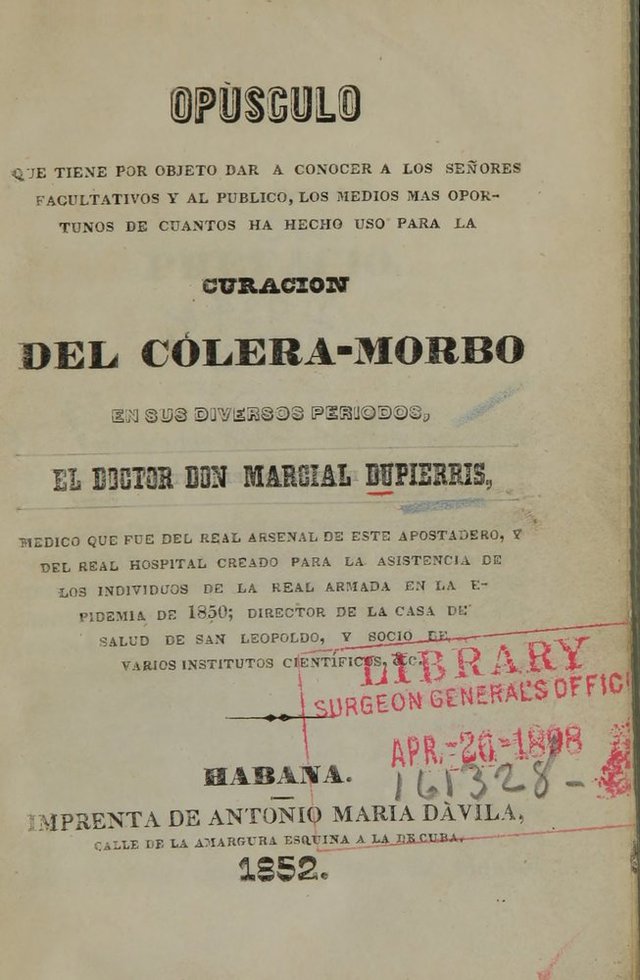 OPÙSCULO
QUE TIENE POR OBJETO DAR A CONOCER A LOS SEÑORES
FACULTATIVOS Y AL PUBLICO, LOS MEDIOS MAS OPOR-
TUNOS DE CUANTOS HA HECHO USO PARA LA
CURACION
DEL CÓLERA-MORBO
EN SUS DIVERSOS PERIODOS,
EL DOCTOR DON MARCIAL DUPIERRIS,
MEDICO QUE FUE DEL REAL ARSENAL DE ESTE APOSTADERO, Y
DEL REAL HOSPITAL CREADO PARA LA ASISTENCIA DE
LOS INDIVIDUOS DE LA REAL ARMADA EN LA E-
PIDEMIA DE 1850; DIRECTOR DE LA CASA DE
SALUD DE SAN LEOPOLDO, Y SOCIO DE
VARIOS INSTITUTOS CIENTÍFICOS, &C.
LIBRARY
SURGEON GENERAL'S OFFICE
APR.-26-1898
161328-
HABANA.
IMPRENTA DE ANTONIO MARIA DÀVILA,
CALLE DE LA AMARGURA ESQUINA A LA DE CUBA.
1852.